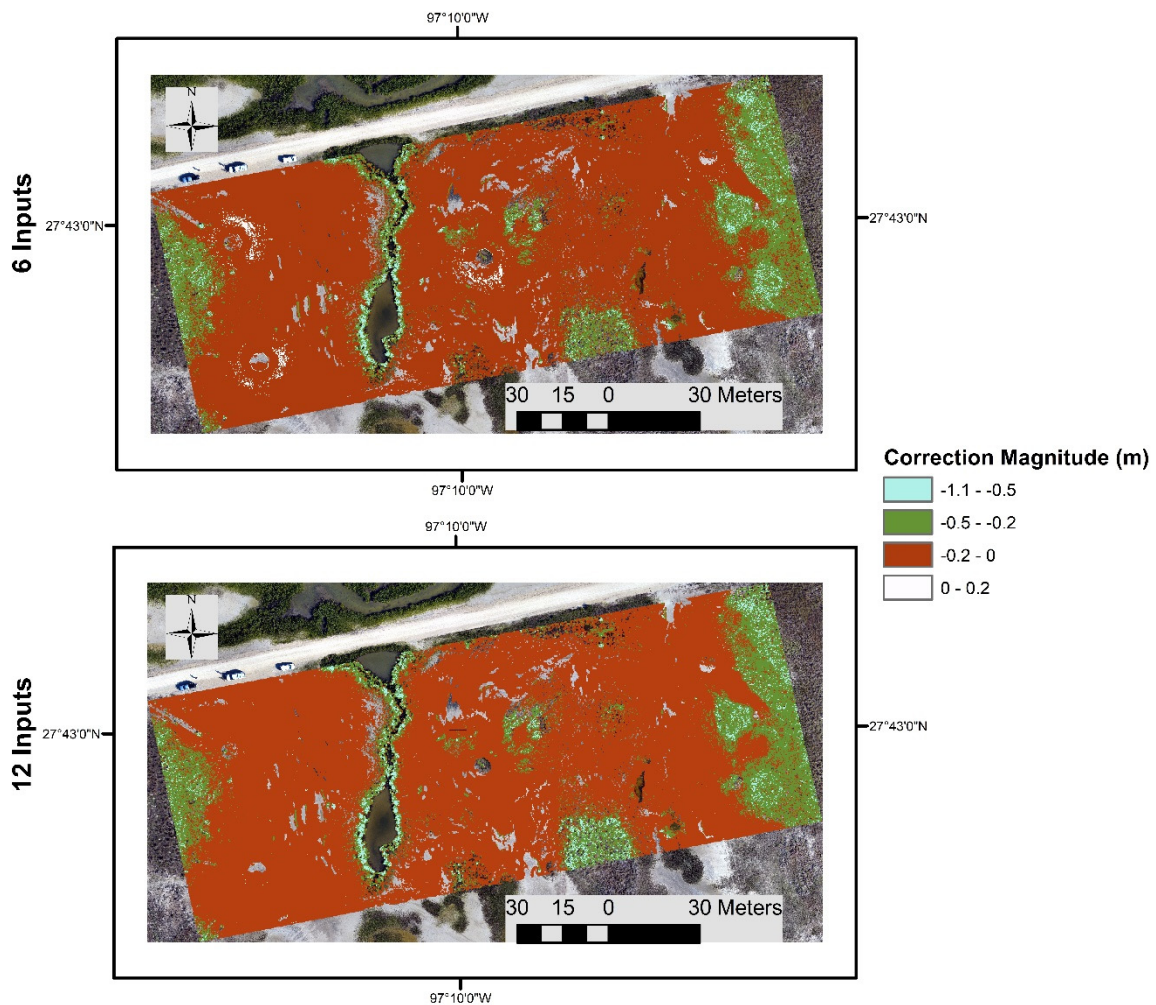 97°10'0"W
6 Inputs
N
27°43'0"N
27°43'0"N
30 15 0 30 Meters
97°10'0"W
Correction Magnitude (m)
-1.1 - -0.5
-0.5 - -0.2
-0.2 - 0
0 - 0.2
97°10'0"W
12 Inputs
N
27°43'0"N
27°43'0"N
30 15 0 30 Meters
97°10'0"W